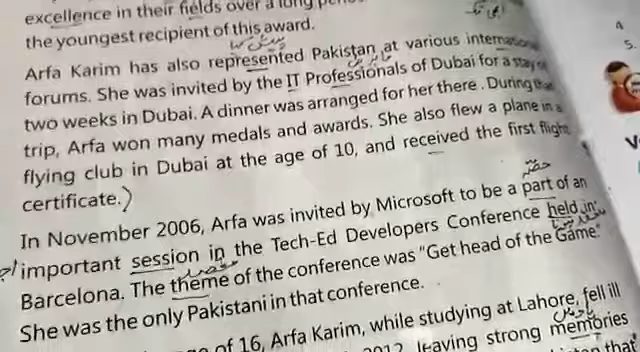 excellence in their fields over a long
the youngest recipient of this award.
Arfa Karim has also represented Pakistan at various international
forums. She was invited by the IT Professionals of Dubai for a stay of
two weeks in Dubai. A dinner was arranged for her there. During that
trip, Arfa won many medals and awards. She also flew a plane in a
flying club in Dubai at the age of 10, and received the first flight
certificate.)
In November 2006, Arfa was invited by Microsoft to be a part of an
important session in the Tech-Ed Developers Conference held in
Barcelona. The theme of the conference was "Get head of the Game."
She was the only Pakistani in that conference.
of 16, Arfa Karim, while studying at Lahore, fell ill
2012, leaving strong memories
that
4
5
V